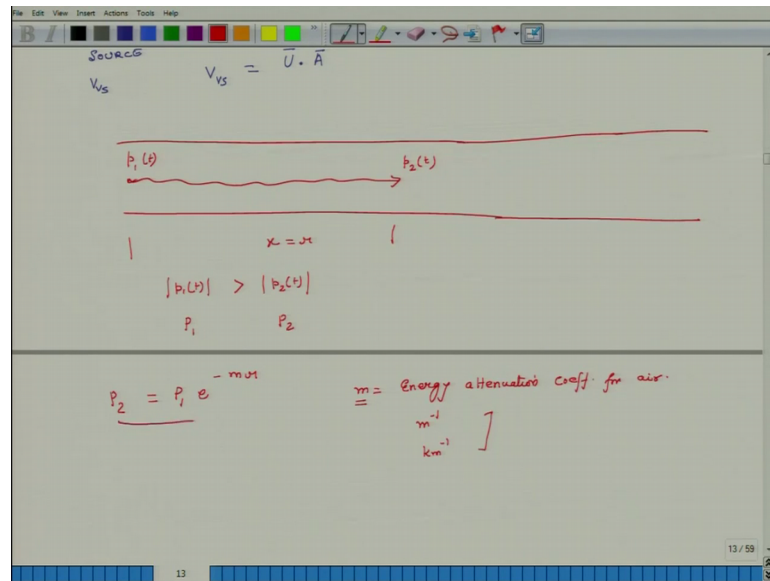 File Edit View Insert Actions Tools Help
B I
SOURCE
V_vs V_vs = U̅ . A̅
p₁(t) p₂(t)
x = r
|p₁(t)| > |p₂(t)|
P₁ P₂
P₂ = P₁ e^(-mr) m = Energy attenuation coeff. for air.
m⁻¹
km⁻¹
13 / 59
13